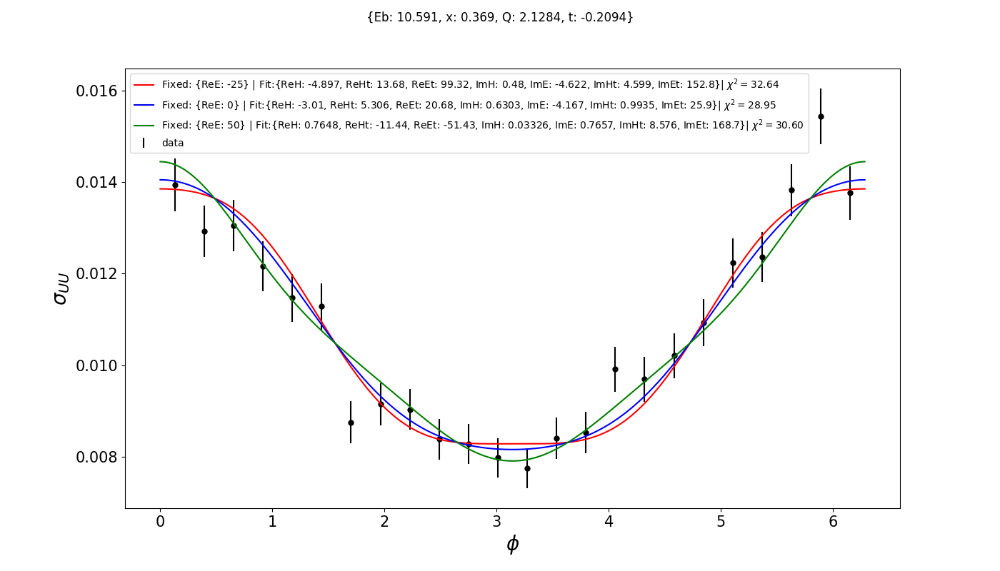 {Eb: 10.591, x: 0.369, Q: 2.1284, t: -0.2094}
Fixed: {ReE: -25} | Fit:{ReH: -4.897, ReHt: 13.68, ReEt: 99.32, ImH: 0.48, ImE: -4.622, ImHt: 4.599, ImEt: 152.8}| χ² = 32.64
Fixed: {ReE: 0} | Fit:{ReH: -3.01, ReHt: 5.306, ReEt: 20.68, ImH: 0.6303, ImE: -4.167, ImHt: 0.9935, ImEt: 25.9}| χ² = 28.95
Fixed: {ReE: 50} | Fit:{ReH: 0.7648, ReHt: -11.44, ReEt: -51.43, ImH: 0.03326, ImE: 0.7657, ImHt: 8.576, ImEt: 168.7}| χ² = 30.60
data
0.016
0.014
0.012
0.010
0.008
σUU
0 1 2 3 4 5 6
ϕ